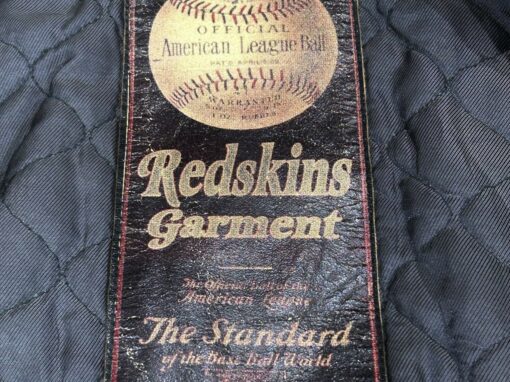 OFFICIAL
American League Ball
WARRANTED
Redskins
Garment
The Official Ball of the
American League
The Standard
of the Base Ball World